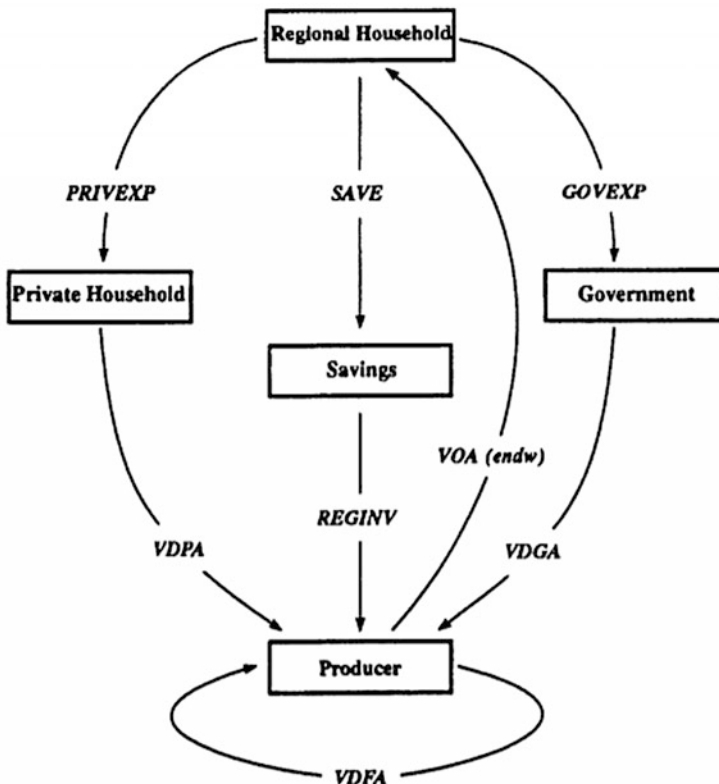 Regional Household
PRIVEXP
SAVE
GOVEXP
Private Household
Government
Savings
VOA (endw)
REGINV
VDPA
VDGA
Producer
VDFA